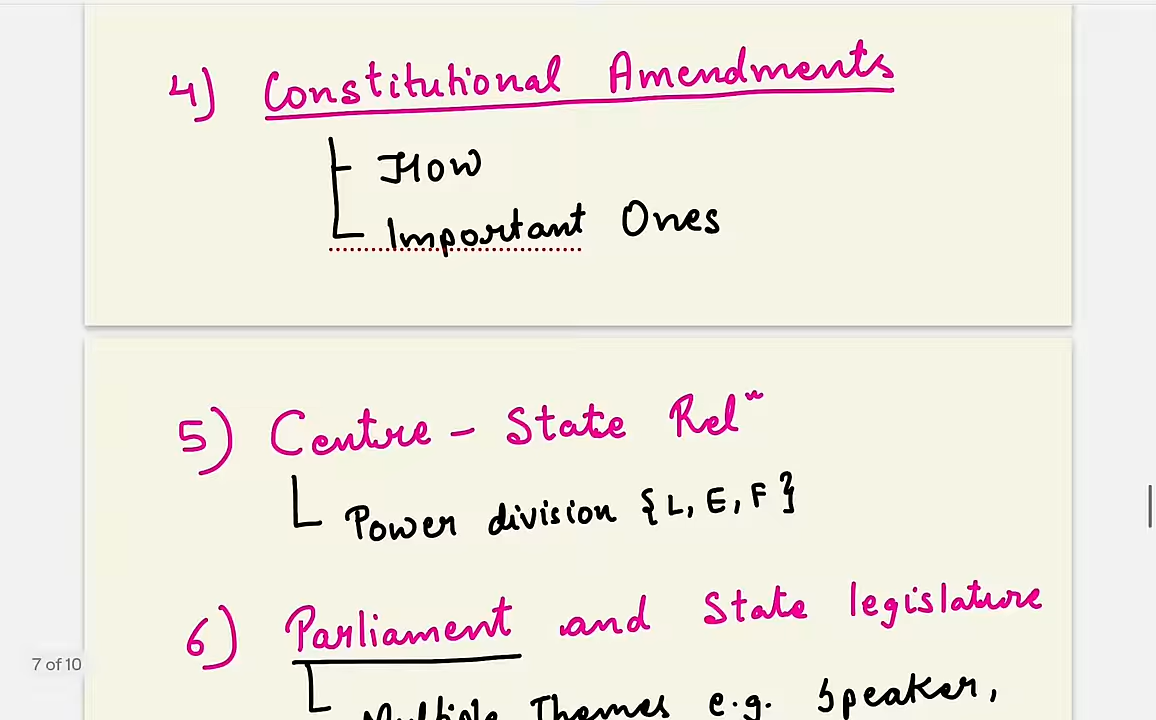 4) Constitutional Amendments
How
Important Ones
5) Centre - State Relⁿ
Power division {L, E, F}
6) Parliament and State legislature
7 of 10
Multiple Themes e.g. Speaker,